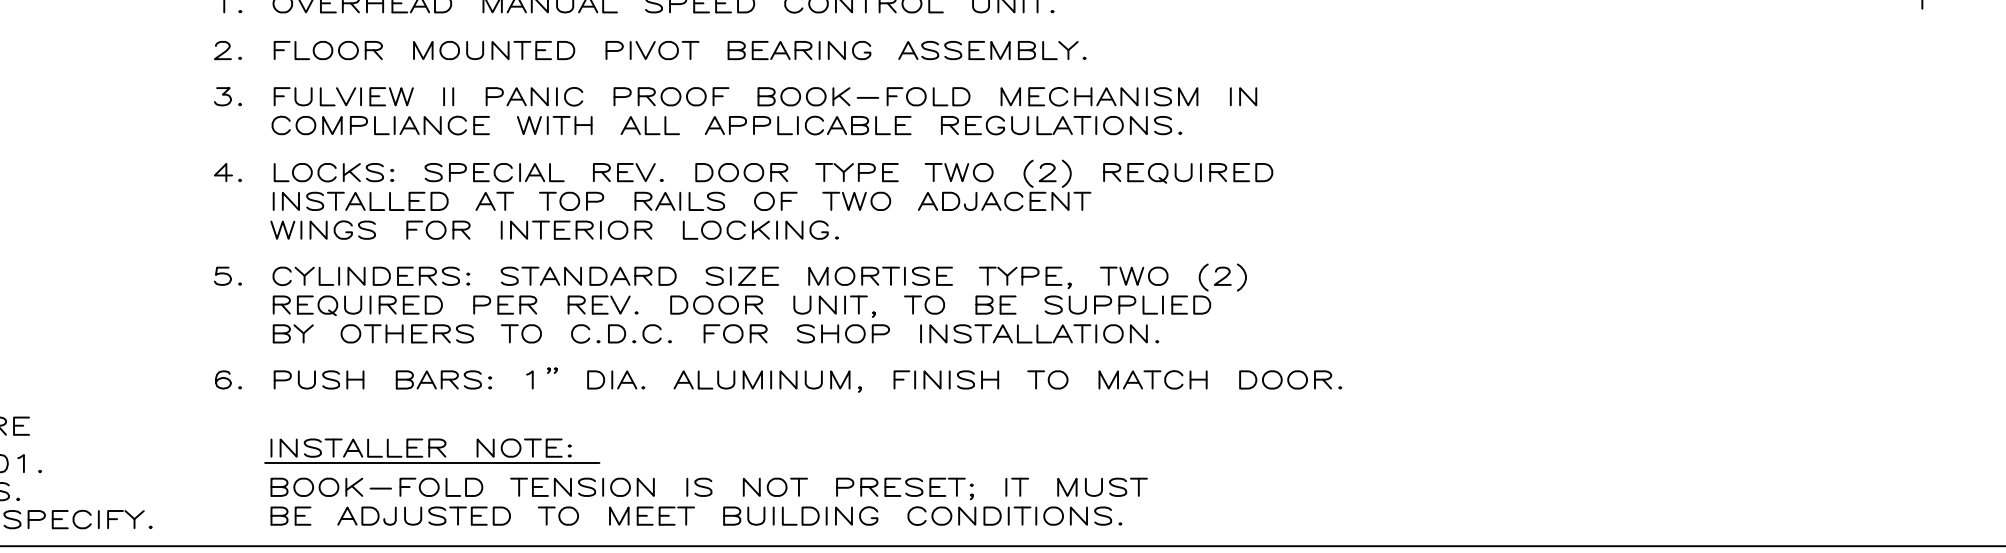 1. OVERHEAD MANUAL SPEED CONTROL UNIT.
2. FLOOR MOUNTED PIVOT BEARING ASSEMBLY.
3. FULVIEW II PANIC PROOF BOOK–FOLD MECHANISM IN
COMPLIANCE WITH ALL APPLICABLE REGULATIONS.
4. LOCKS: SPECIAL REV. DOOR TYPE TWO (2) REQUIRED
INSTALLED AT TOP RAILS OF TWO ADJACENT
WINGS FOR INTERIOR LOCKING.
5. CYLINDERS: STANDARD SIZE MORTISE TYPE, TWO (2)
REQUIRED PER REV. DOOR UNIT, TO BE SUPPLIED
BY OTHERS TO C.D.C. FOR SHOP INSTALLATION.
6. PUSH BARS: 1” DIA. ALUMINUM, FINISH TO MATCH DOOR.
INSTALLER NOTE:
BOOK–FOLD TENSION IS NOT PRESET; IT MUST
BE ADJUSTED TO MEET BUILDING CONDITIONS.
RE
01.
S.
SPECIFY.